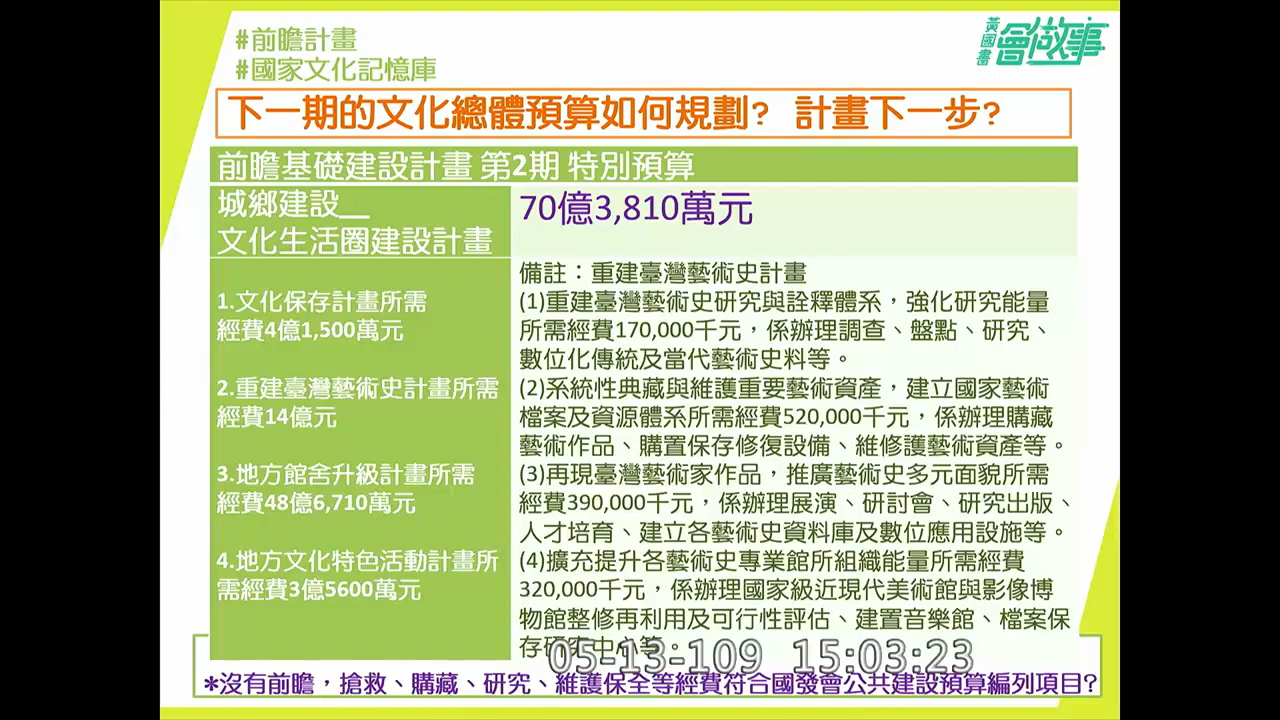 #前瞻計畫
#國家文化記憶庫
黃國書
會做事
下一期的文化總體預算如何規劃? 計畫下一步?
前瞻基礎建設計畫 第2期 特別預算
城鄉建設__
文化生活圈建設計畫
70億3,810萬元
1.文化保存計畫所需
經費4億1,500萬元
2.重建臺灣藝術史計畫所需
經費14億元
3.地方館舍升級計畫所需
經費48億6,710萬元
4.地方文化特色活動計畫所
需經費3億5600萬元
備註:重建臺灣藝術史計畫
(1)重建臺灣藝術史研究與詮釋體系,強化研究能量
所需經費170,000千元,係辦理調查、盤點、研究、
數位化傳統及當代藝術史料等。
(2)系統性典藏與維護重要藝術資產,建立國家藝術
檔案及資源體系所需經費520,000千元,係辦理購藏
藝術作品、購置保存修復設備、維修護藝術資產等。
(3)再現臺灣藝術家作品,推廣藝術史多元面貌所需
經費390,000千元,係辦理展演、研討會、研究出版、
人才培育、建立各藝術史資料庫及數位應用設施等。
(4)擴充提升各藝術史專業館所組織能量所需經費
320,000千元,係辦理國家級近現代美術館與影像博
物館整修再利用及可行性評估、建置音樂館、檔案保
存研究中心等。
05-13-109 15:03:23
*沒有前瞻,搶救、購藏、研究、維護保全等經費符合國發會公共建設預算編列項目?